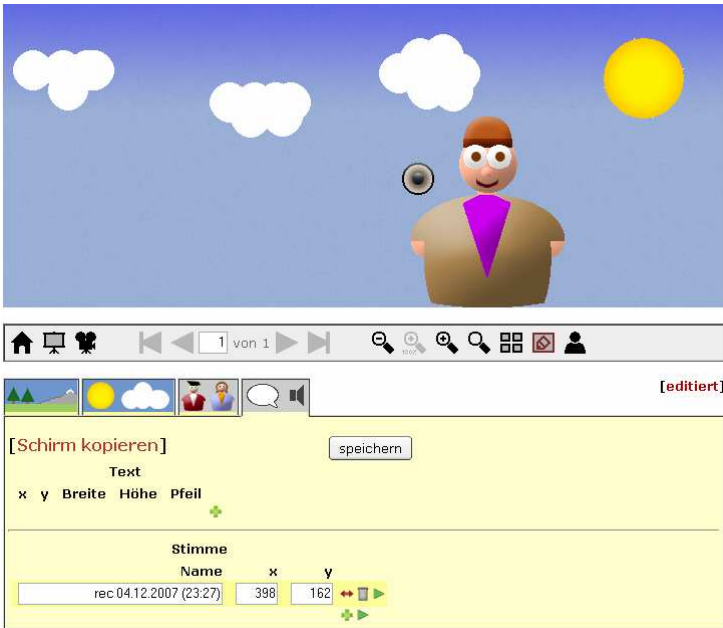 1 von 1
100%
[editiert]
[Schirm kopieren] speichern
Text
x y Breite Höhe Pfeil
Stimme
Name x y
rec 04.12.2007 (23:27) 398 162